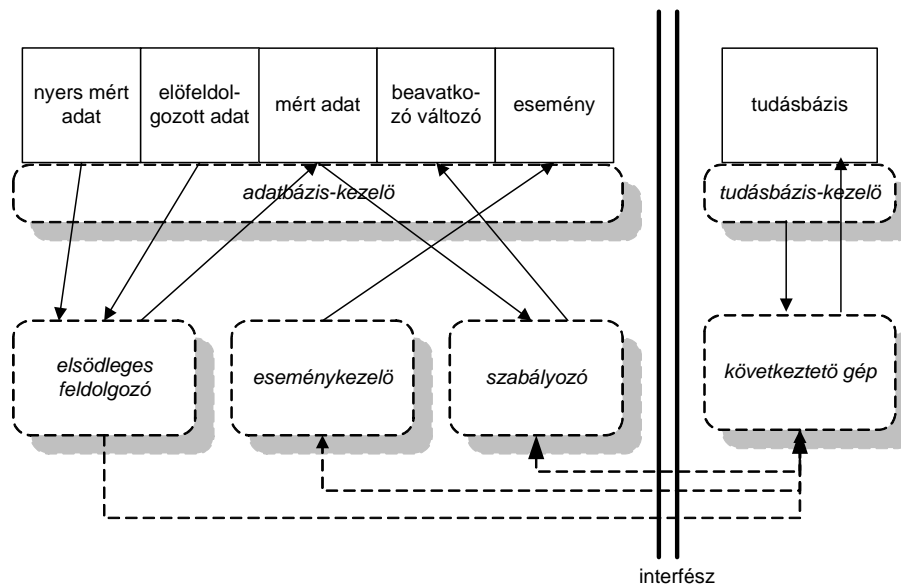 nyers mért
adat
elöfeldol-
gozott adat
mért adat
beavatko-
zó változó
esemény
tudásbázis
adatbázis-kezelö
tudásbázis-kezelö
elsödleges
feldolgozó
eseménykezelö
szabályozó
következtetö gép
interfész